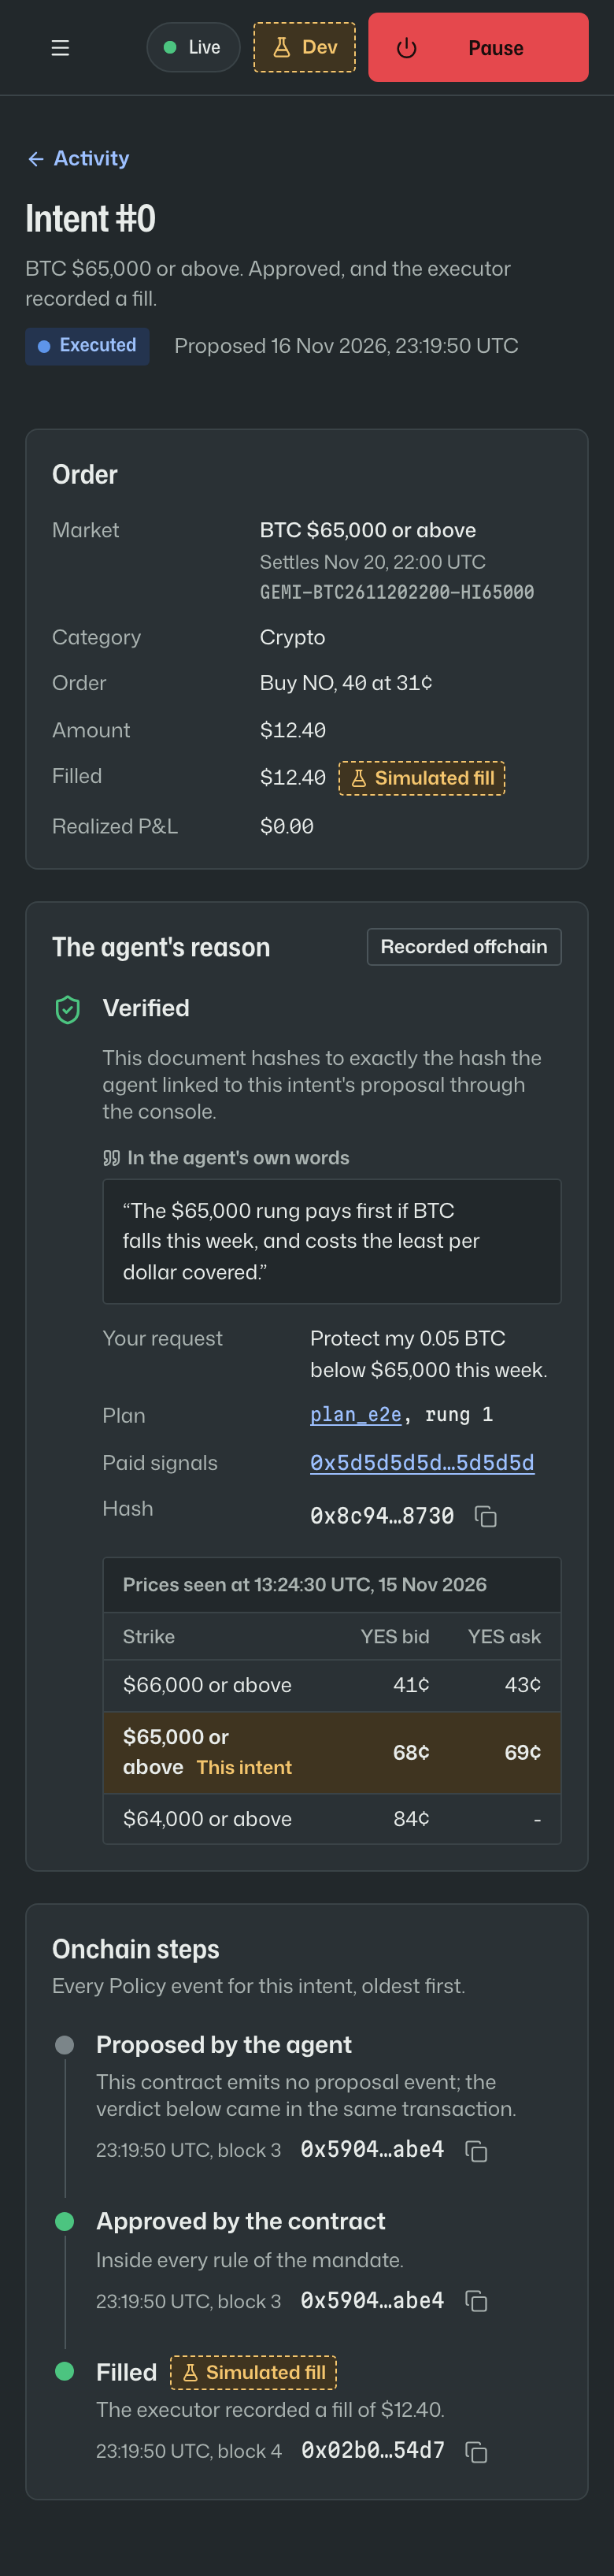 Live
Dev
Pause
Activity
Intent #0
BTC $65,000 or above. Approved, and the executor
recorded a fill.
Executed
Proposed 16 Nov 2026, 23:19:50 UTC
Order
Market
BTC $65,000 or above
Settles Nov 20, 22:00 UTC
GEMI-BTC2611202200-HI65000
Category
Crypto
Order
Buy NO, 40 at 31¢
Amount
$12.40
Filled
$12.40
Simulated fill
Realized P&L
$0.00
The agent's reason
Recorded offchain
Verified
This document hashes to exactly the hash the
agent linked to this intent's proposal through
the console.
In the agent's own words
“The $65,000 rung pays first if BTC
falls this week, and costs the least per
dollar covered.”
Your request
Protect my 0.05 BTC
below $65,000 this week.
Plan
plan_e2e, rung 1
Paid signals
0x5d5d5d5d…5d5d5d
Hash
0x8c94…8730
Prices seen at 13:24:30 UTC, 15 Nov 2026
Strike YES bid YES ask
$66,000 or above 41¢ 43¢
$65,000 or
above This intent 68¢ 69¢
$64,000 or above 84¢ -
Onchain steps
Every Policy event for this intent, oldest first.
Proposed by the agent
This contract emits no proposal event; the
verdict below came in the same transaction.
23:19:50 UTC, block 3 0x5904…abe4
Approved by the contract
Inside every rule of the mandate.
23:19:50 UTC, block 3 0x5904…abe4
Filled Simulated fill
The executor recorded a fill of $12.40.
23:19:50 UTC, block 4 0x02b0…54d7